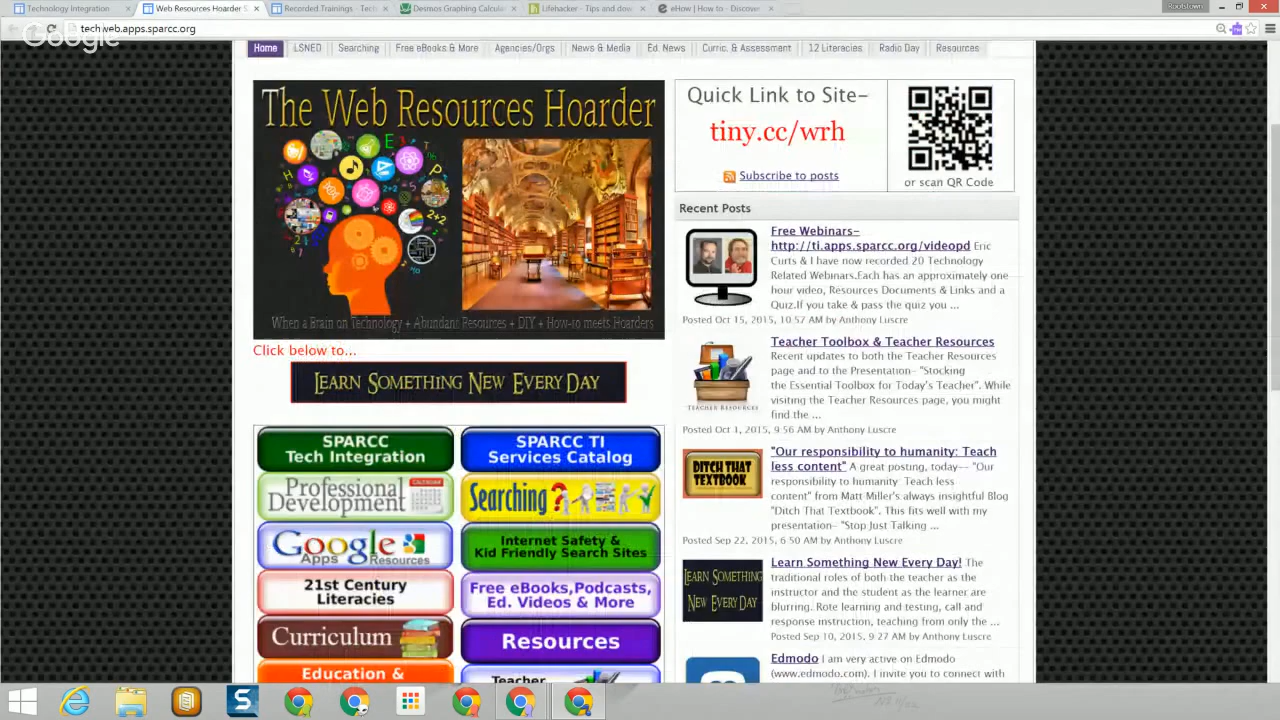 Technology Integration
Web Resources Hoarder S
Recorded Trainings - Tech
Desmos Graphing Calcula
Lifehacker - Tips and dow
eHow | How to - Discove
Rootstown
techweb.apps.sparcc.org
Google
Home
LSNED
Searching
Free eBooks & More
Agencies/Orgs
News & Media
Ed. News
Curric. & Assessment
12 Literacies
Radio Day
Resources
The Web Resources Hoarder
When a Brain on Technology + Abundant Resources + DIY + How-to meets Hoarders
Click below to...
Learn Something New Every Day
SPARCC
Tech Integration
SPARCC TI
Services Catalog
Professional
Development
CALENDAR
Searching
Google
Apps Resources
Internet Safety &
Kid Friendly Search Sites
21st Century
Literacies
Free eBooks,Podcasts,
Ed. Videos & More
Curriculum
Resources
Education &
Teacher
Quick Link to Site-
tiny.cc/wrh
Subscribe to posts
or scan QR Code
Recent Posts
Free Webinars-
http://ti.apps.sparcc.org/videopd Eric
Curts & I have now recorded 20 Technology
Related Webinars.Each has an approximately one
hour video, Resources Documents & Links and a
Quiz.If you take & pass the quiz you ...
Posted Oct 15, 2015, 10:57 AM by Anthony Luscre
Teacher Toolbox & Teacher Resources
Recent updates to both the Teacher Resources
page and to the Presentation- "Stocking
the Essential Toolbox for Today's Teacher". While
visiting the Teacher Resources page, you might
find the ...
TEACHER RESOURCES
Posted Oct 1, 2015, 9:56 AM by Anthony Luscre
DITCH THAT
TEXTBOOK
"Our responsibility to humanity: Teach
less content" A great posting, today-- "Our
responsibility to humanity Teach less
content" from Matt Miller's always insightful Blog
"Ditch That Textbook". This fits well with my
presentation- "Stop Just Talking ...
Posted Sep 22, 2015, 6:50 AM by Anthony Luscre
Learn Something
New Every Day
Learn Something New Every Day! The
traditional roles of both the teacher as the
instructor and the student as the learner are
blurring. Rote learning and testing, call and
response instruction, teaching from only the ...
Posted Sep 10, 2015, 9:27 AM by Anthony Luscre
Edmodo I am very active on Edmodo
(www.edmodo.com). I invite you to connect with